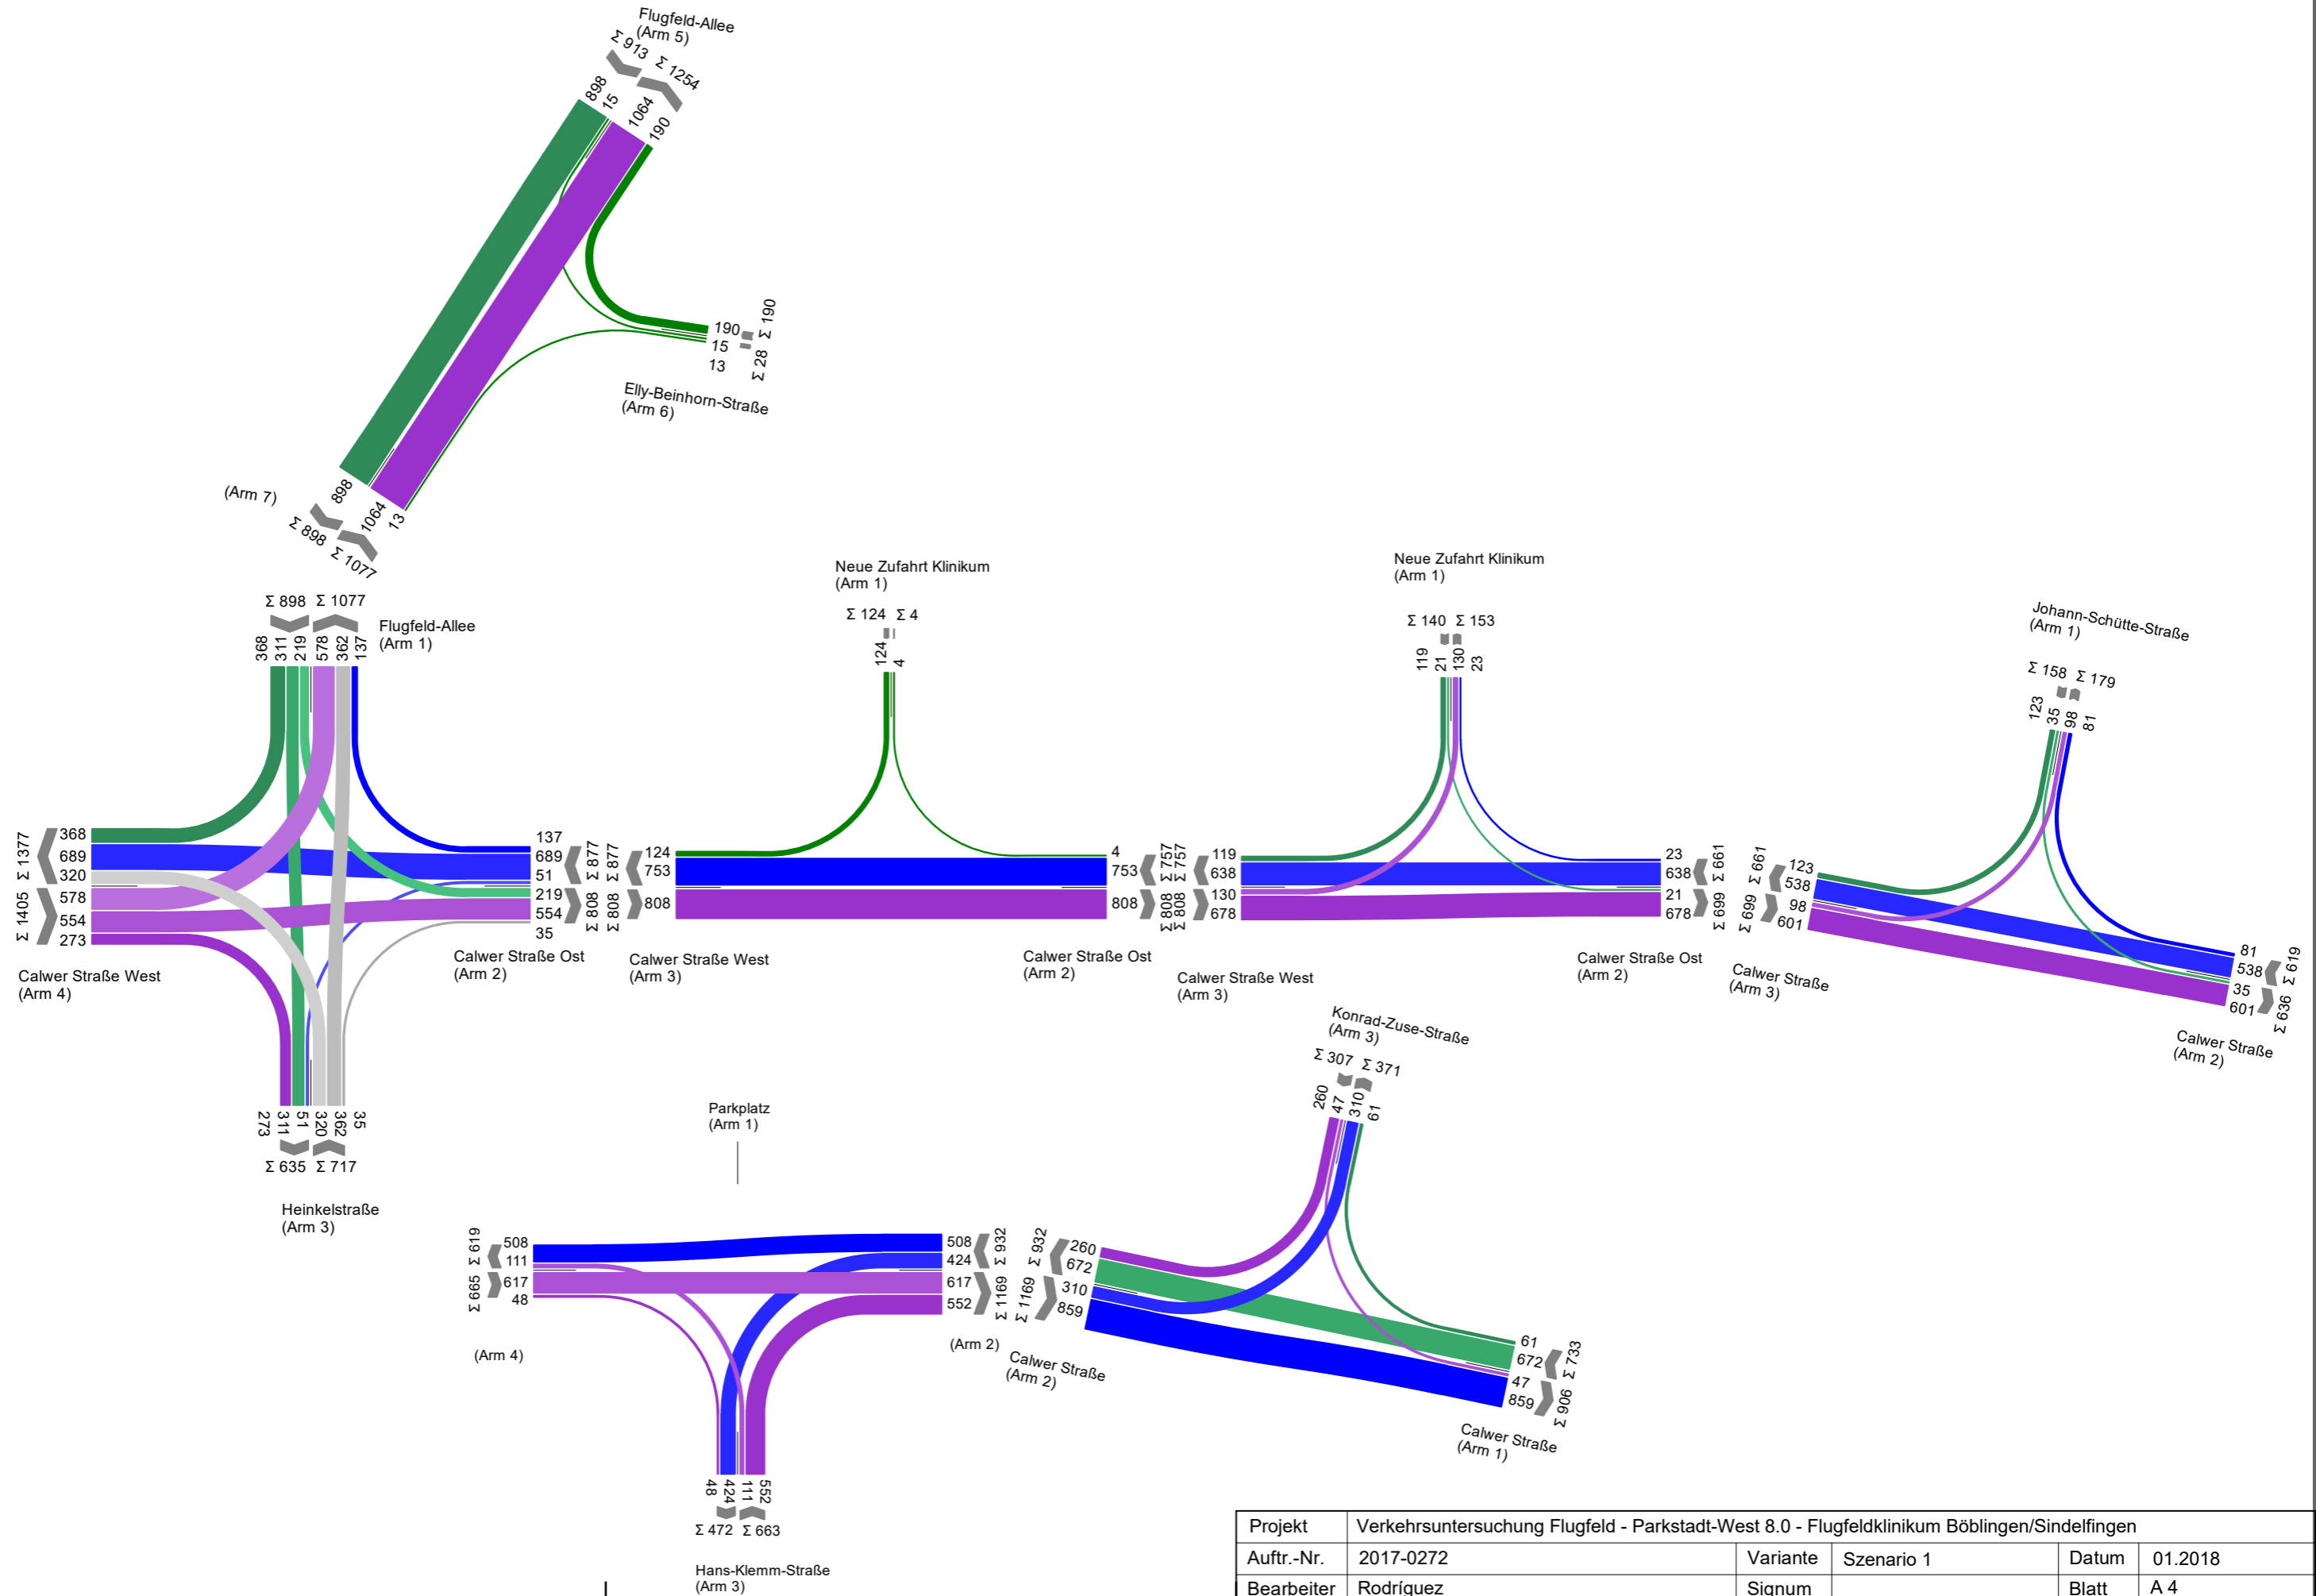 Flugfeld-Allee
(Arm 5)
Σ 913 Σ 1254
898
15
1064
190
190
15
13
Σ 190
Σ 28
Elly-Beinhorn-Straße
(Arm 6)
(Arm 7)
898
1064
13
Σ 898 Σ 1077
Σ 898 Σ 1077
368
311
219
578
362
137
Flugfeld-Allee
(Arm 1)
Σ 1377
Σ 1405
368
689
320
578
554
273
Calwer Straße West
(Arm 4)
137
689
51
219
554
35
Σ 877
Σ 808
Calwer Straße Ost
(Arm 2)
273
311
51
320
362
35
Σ 635 Σ 717
Heinkelstraße
(Arm 3)
Neue Zufahrt Klinikum
(Arm 1)
Σ 124 Σ 4
124
4
Σ 877
Σ 808
124
753
808
Calwer Straße West
(Arm 3)
4
753
808
Σ 757
Σ 808
Calwer Straße Ost
(Arm 2)
Neue Zufahrt Klinikum
(Arm 1)
Σ 140 Σ 153
119
21
130
23
Σ 757
Σ 808
119
638
130
678
Calwer Straße West
(Arm 3)
23
638
21
678
Σ 661
Σ 699
Calwer Straße Ost
(Arm 2)
Johann-Schütte-Straße
(Arm 1)
Σ 158 Σ 179
123
35
98
81
Σ 661
Σ 699
123
538
98
601
Calwer Straße
(Arm 3)
81
538
35
601
Σ 619
Σ 636
Calwer Straße
(Arm 2)
Parkplatz
(Arm 1)
Σ 619
Σ 665
508
111
617
48
(Arm 4)
508
424
617
552
Σ 932
Σ 1169
(Arm 2)
48
424
111
552
Σ 472 Σ 663
Hans-Klemm-Straße
(Arm 3)
Konrad-Zuse-Straße
(Arm 3)
Σ 307 Σ 371
260
47
310
61
Σ 932
Σ 1169
260
672
310
859
Calwer Straße
(Arm 2)
61
672
47
859
Σ 733
Σ 906
Calwer Straße
(Arm 1)
Projekt Verkehrsuntersuchung Flugfeld - Parkstadt-West 8.0 - Flugfeldklinikum Böblingen/Sindelfingen
Auftr.-Nr. 2017-0272 Variante Szenario 1 Datum 01.2018
Bearbeiter Rodríguez Signum Blatt A 4